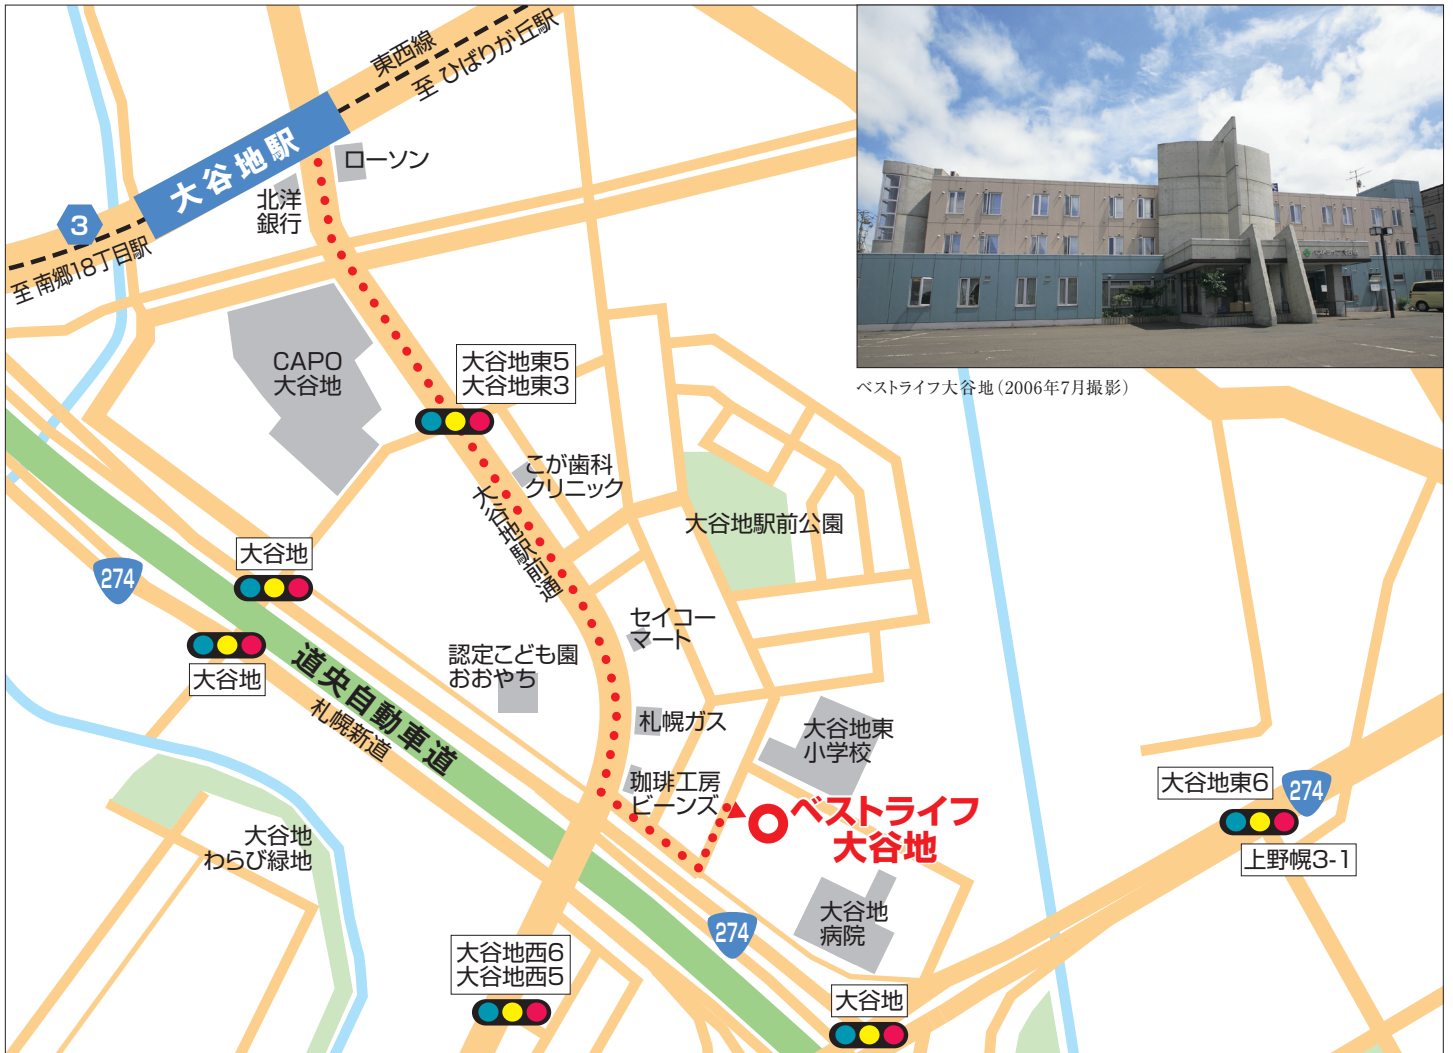 東西線
至 ひばりが丘駅
大谷地駅
ローソン
北洋
銀行
3
至 南郷18丁目駅
CAPO
大谷地
大谷地東5
大谷地東3
ベストライフ大谷地（2006年7月撮影）
こが歯科
クリニック
大谷地駅前通
大谷地駅前公園
大谷地
274
大谷地
セイコー
マート
認定こども園
おおやち
道央自動車道
札幌新道
札幌ガス
大谷地東
小学校
珈琲工房
ビーンズ
ベストライフ
大谷地
大谷地東6
274
上野幌3-1
大谷地
わらび緑地
大谷地
病院
274
大谷地西6
大谷地西5
大谷地